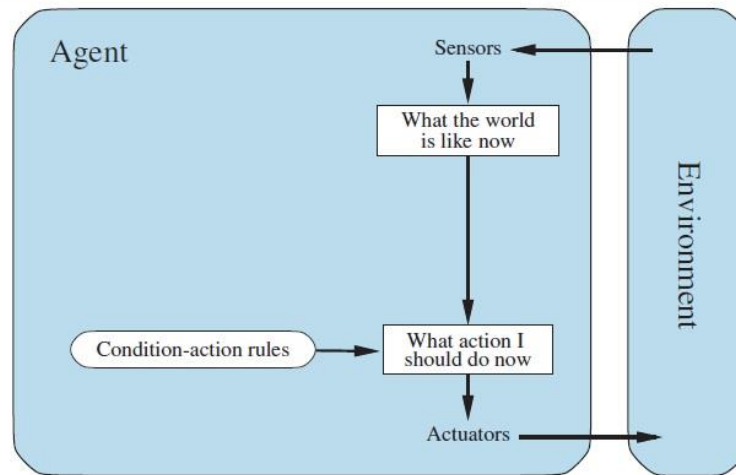 Agent
Sensors
What the world
is like now
Environment
Condition-action rules
What action I
should do now
Actuators